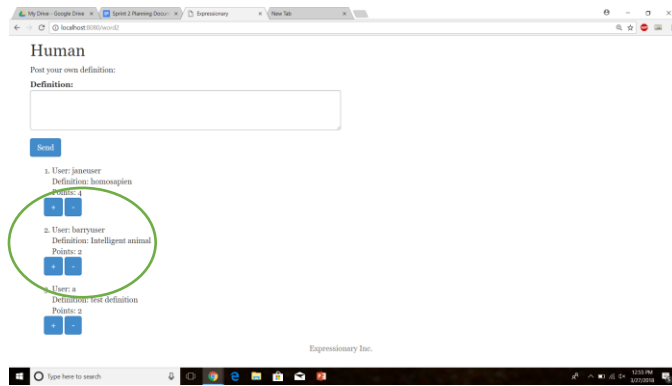 My Drive - Google Drive
Sprint 2 Planning Docun
Expressionary
New Tab
localhost:8080/word2
Human
Post your own definition:
Definition:
Send
1. User: janeuser
Definition: homosapien
Points: 4
+ -
2. User: barryuser
Definition: Intelligent animal
Points: 2
+ -
3. User: a
Definition: test definition
Points: 2
+ -
Expressionary Inc.
Type here to search
12:55 PM
3/27/2018